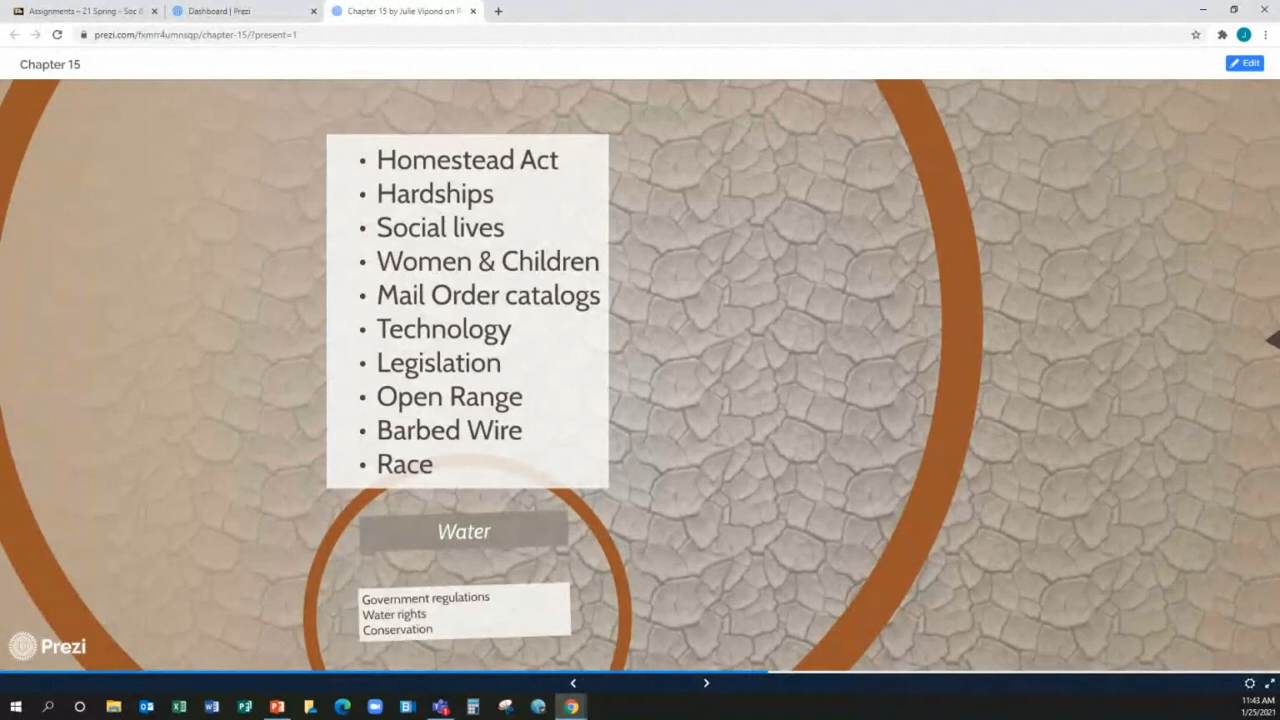 Assignments – 21 Spring - Soc &
Dashboard | Prezi
Chapter 15 by Julie Vipond on P
prezi.com/fxmrr4umnsqp/chapter-15/?present=1
J
Chapter 15
Edit
• Homestead Act
• Hardships
• Social lives
• Women & Children
• Mail Order catalogs
• Technology
• Legislation
• Open Range
• Barbed Wire
• Race
Water
Government regulations
Water rights
Conservation
Prezi
11:43 AM
1/25/2021